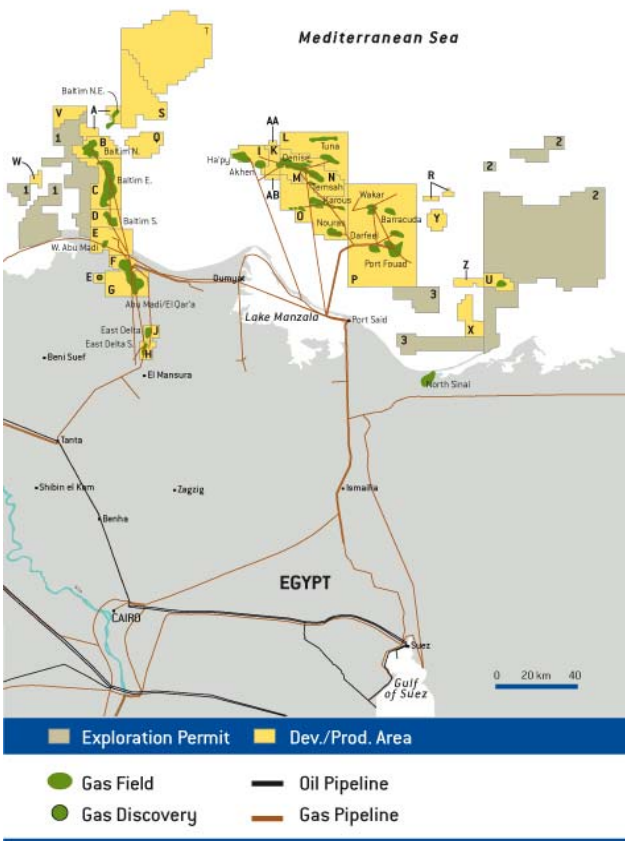 Mediterranean Sea
T
Baltim N.E.
A
S
V
1
B
Q
Baltim N.
W
1
1
Baltim E.
C
D
Baltim S.
E
W. Abu Madi
F
E
G
Abu Madi/El Qar'a
East Delta
J
East Delta S.
H
AA
L
Tuna
I
K
Ha'py
Denise
Akhen
M
N
AB
Temsah
Karous
O
Nouras
Wakar
Barracuda
Darfeel
Port Fouad
P
R
Y
2
2
2
Z
U
X
3
3
Dumyat
Lake Manzala
Port Said
North Sinai
Beni Suef
El Mansura
Tanta
Shibin el Kom
Zagzig
Benha
Ismailia
EGYPT
CAIRO
Suez
Gulf
of Suez
0 20 km 40
Exploration Permit
Dev./Prod. Area
Gas Field
Oil Pipeline
Gas Discovery
Gas Pipeline